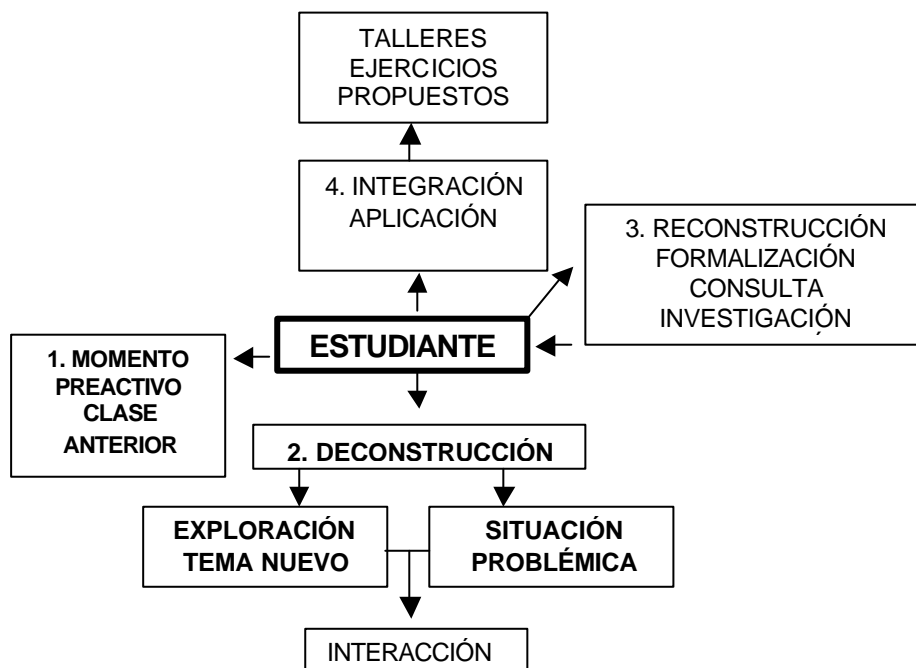 TALLERES
EJERCICIOS
PROPUESTOS
4. INTEGRACIÓN
APLICACIÓN
3. RECONSTRUCCIÓN
FORMALIZACIÓN
CONSULTA
INVESTIGACIÓN
ESTUDIANTE
1. MOMENTO
PREACTIVO
CLASE
ANTERIOR
2. DECONSTRUCCIÓN
EXPLORACIÓN
TEMA NUEVO
SITUACIÓN
PROBLÉMICA
INTERACCIÓN